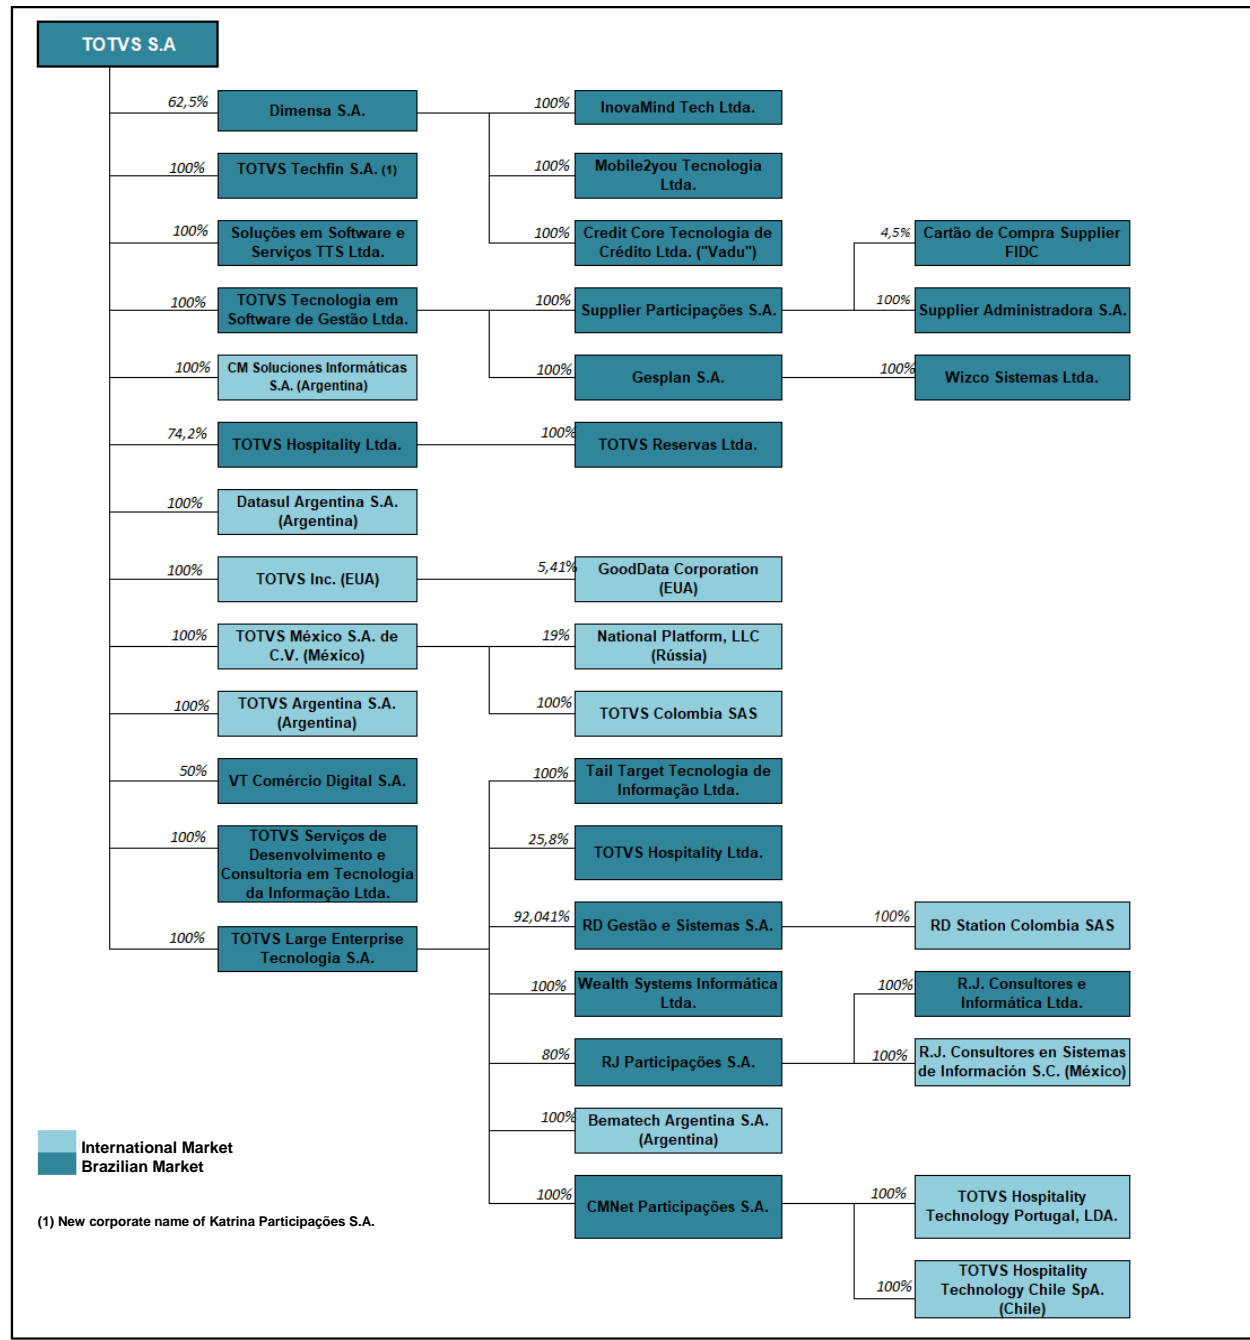 TOTVS S.A
62,5%
Dimensa S.A.
100%
InovaMind Tech Ltda.
100%
TOTVS Techfin S.A. (1)
100%
Mobile2you Tecnologia
Ltda.
100%
Soluções em Software e
Serviços TTS Ltda.
100%
Credit Core Tecnologia de
Crédito Ltda. ("Vadu")
4,5%
Cartão de Compra Supplier
FIDC
100%
TOTVS Tecnologia em
Software de Gestão Ltda.
100%
Supplier Participações S.A.
100%
Supplier Administradora S.A.
100%
CM Soluciones Informáticas
S.A. (Argentina)
100%
Gesplan S.A.
100%
Wizco Sistemas Ltda.
74,2%
TOTVS Hospitality Ltda.
100%
TOTVS Reservas Ltda.
100%
Datasul Argentina S.A.
(Argentina)
100%
TOTVS Inc. (EUA)
5,41%
GoodData Corporation
(EUA)
100%
TOTVS México S.A. de
C.V. (México)
19%
National Platform, LLC
(Rússia)
100%
TOTVS Argentina S.A.
(Argentina)
100%
TOTVS Colombia SAS
50%
VT Comércio Digital S.A.
100%
Tail Target Tecnologia de
Informação Ltda.
100%
TOTVS Serviços de
Desenvolvimento e
Consultoria em Tecnologia
da Informação Ltda.
25,8%
TOTVS Hospitality Ltda.
100%
TOTVS Large Enterprise
Tecnologia S.A.
92,041%
RD Gestão e Sistemas S.A.
100%
RD Station Colombia SAS
100%
Wealth Systems Informática
Ltda.
100%
R.J. Consultores e
Informática Ltda.
80%
RJ Participações S.A.
100%
R.J. Consultores en Sistemas
de Información S.C. (México)
100%
Bematech Argentina S.A.
(Argentina)
100%
CMNet Participações S.A.
100%
TOTVS Hospitality
Technology Portugal, LDA.
100%
TOTVS Hospitality
Technology Chile SpA.
(Chile)
International Market
Brazilian Market
(1) New corporate name of Katrina Participações S.A.